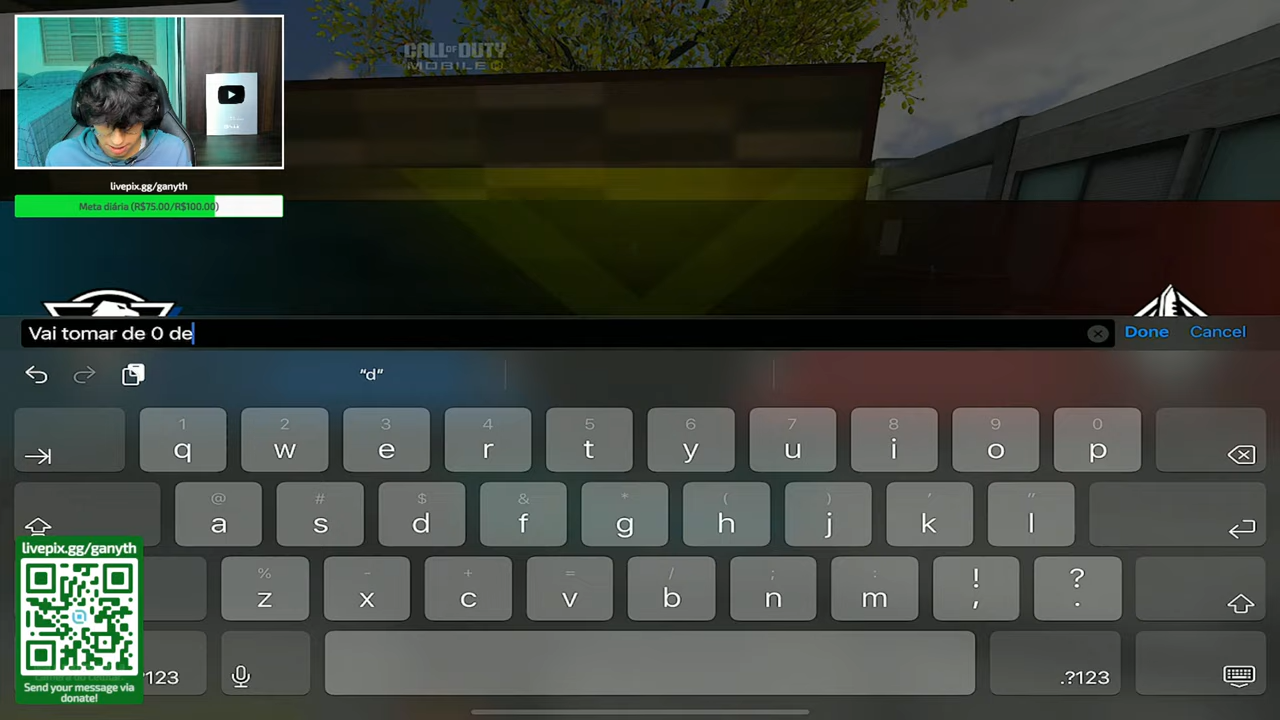 CALL OF DUTY
MOBILE
livepix.gg/ganyth
Meta diária (R$75.00/R$100.00)
Vai tomar de 0 de
Done
Cancel
"d"
1 2 3 4 5 6 7 8 9 0
q w e r t y u i o p
@ # $ & * ( ) ' "
a s d f g h j k l
% - + = / ; : ! ?
z x c v b n m , .
.?123
.?123
livepix.gg/ganyth
Send your message via
donate!